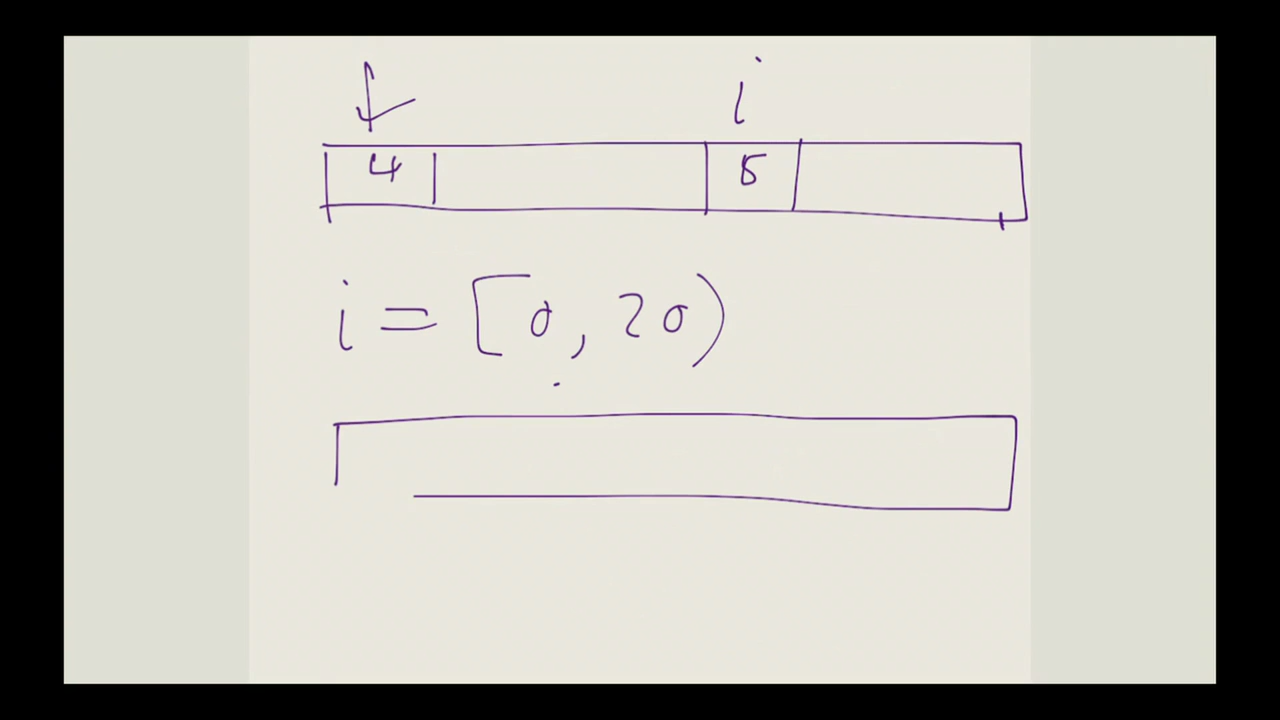 i
4 5
i = [0, 20)